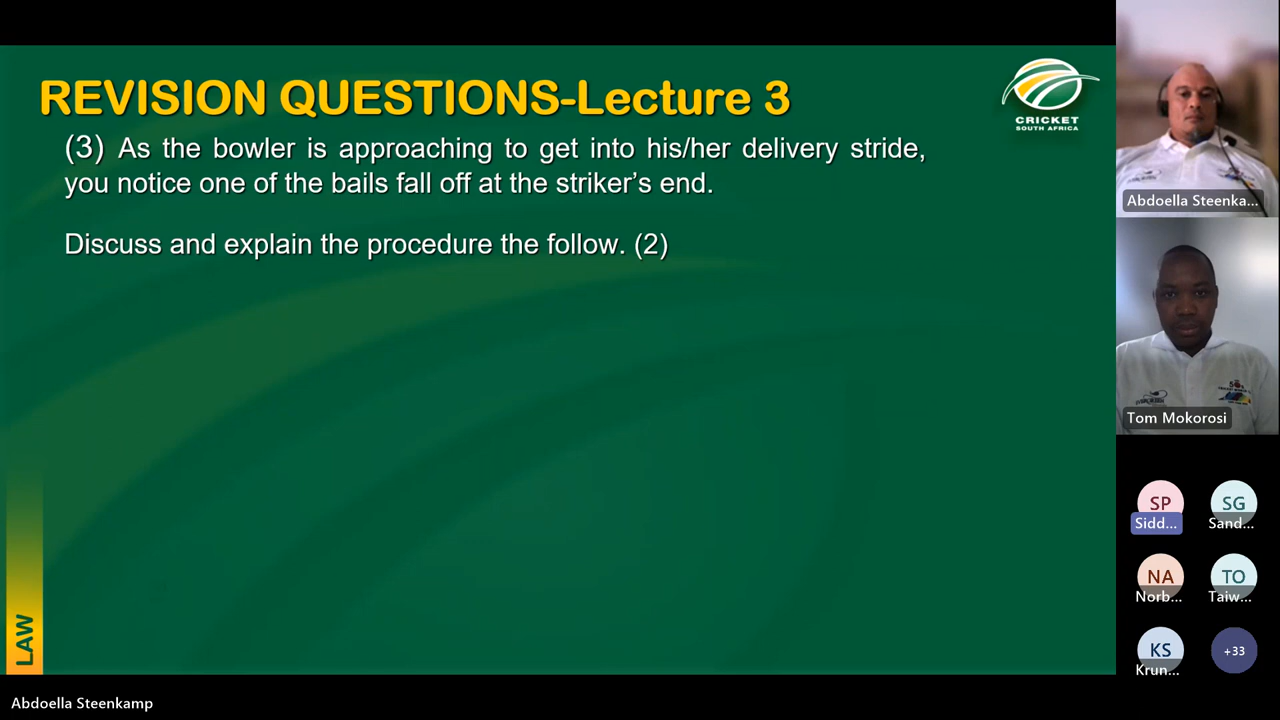 REVISION QUESTIONS-Lecture 3
CRICKET
SOUTH AFRICA
(3) As the bowler is approaching to get into his/her delivery stride,
you notice one of the bails fall off at the striker’s end.
Discuss and explain the procedure the follow. (2)
LAW
Abdoella Steenka...
Tom Mokorosi
SP
SG
Sidd...
Sand...
NA
TO
Norb...
Taiw...
KS
+33
Krun...
Abdoella Steenkamp